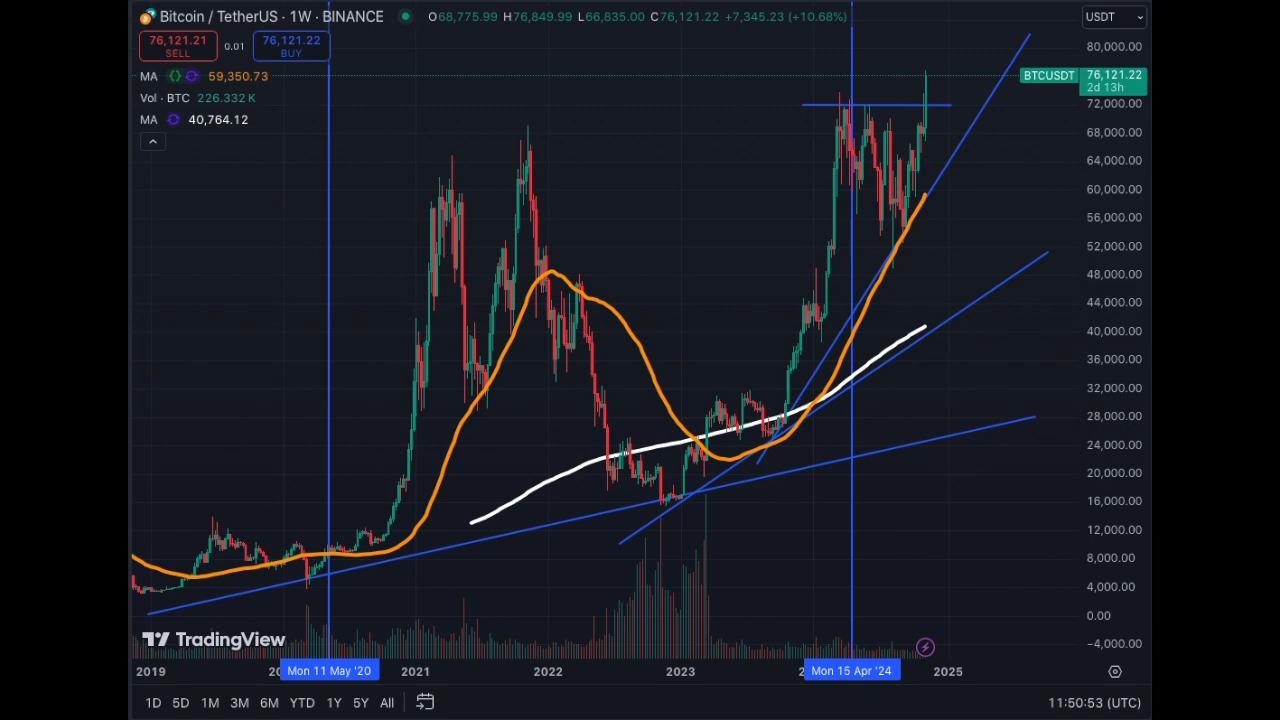 Bitcoin / TetherUS · 1W · BINANCE O68,775.99 H76,849.99 L66,835.00 C76,121.22 +7,345.23 (+10.68%) USDT
76,121.21 0.01 76,121.22
SELL BUY
MA 59,350.73
Vol · BTC 226.332 K
MA 40,764.12
80,000.00
BTCUSDT 76,121.22
2d 13h
72,000.00
68,000.00
64,000.00
60,000.00
56,000.00
52,000.00
48,000.00
44,000.00
40,000.00
36,000.00
32,000.00
28,000.00
24,000.00
20,000.00
16,000.00
12,000.00
8,000.00
4,000.00
0.00
−4,000.00
TradingView
2019 Mon 11 May '20 2021 2022 2023 Mon 15 Apr '24 2025
1D 5D 1M 3M 6M YTD 1Y 5Y All 11:50:53 (UTC)